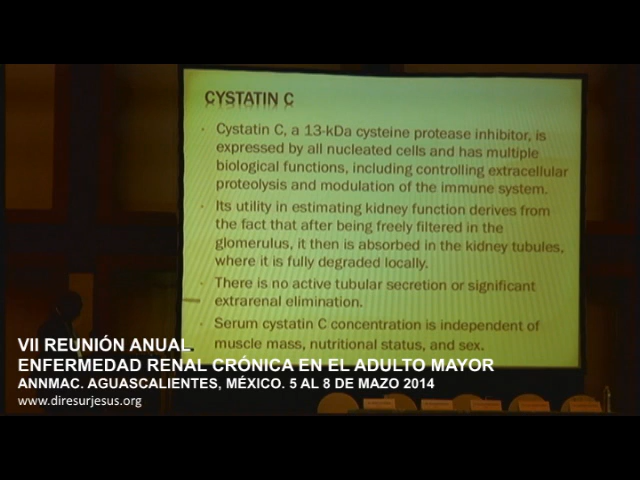 CYSTATIN C
· Cystatin C, a 13-kDa cysteine protease inhibitor, is
expressed by all nucleated cells and has multiple
biological functions, including controlling extracellular
proteolysis and modulation of the immune system.
· Its utility in estimating kidney function derives from
the fact that after being freely filtered in the
glomerulus, it then is absorbed in the kidney tubules,
where it is fully degraded locally.
· There is no active tubular secretion or significant
extrarenal elimination.
· Serum cystatin C concentration is independent of
muscle mass, nutritional status, and sex.
VII REUNIÓN ANUAL
ENFERMEDAD RENAL CRÓNICA EN EL ADULTO MAYOR
ANNMAC. AGUASCALIENTES, MÉXICO. 5 AL 8 DE MAZO 2014
www.diresurjesus.org